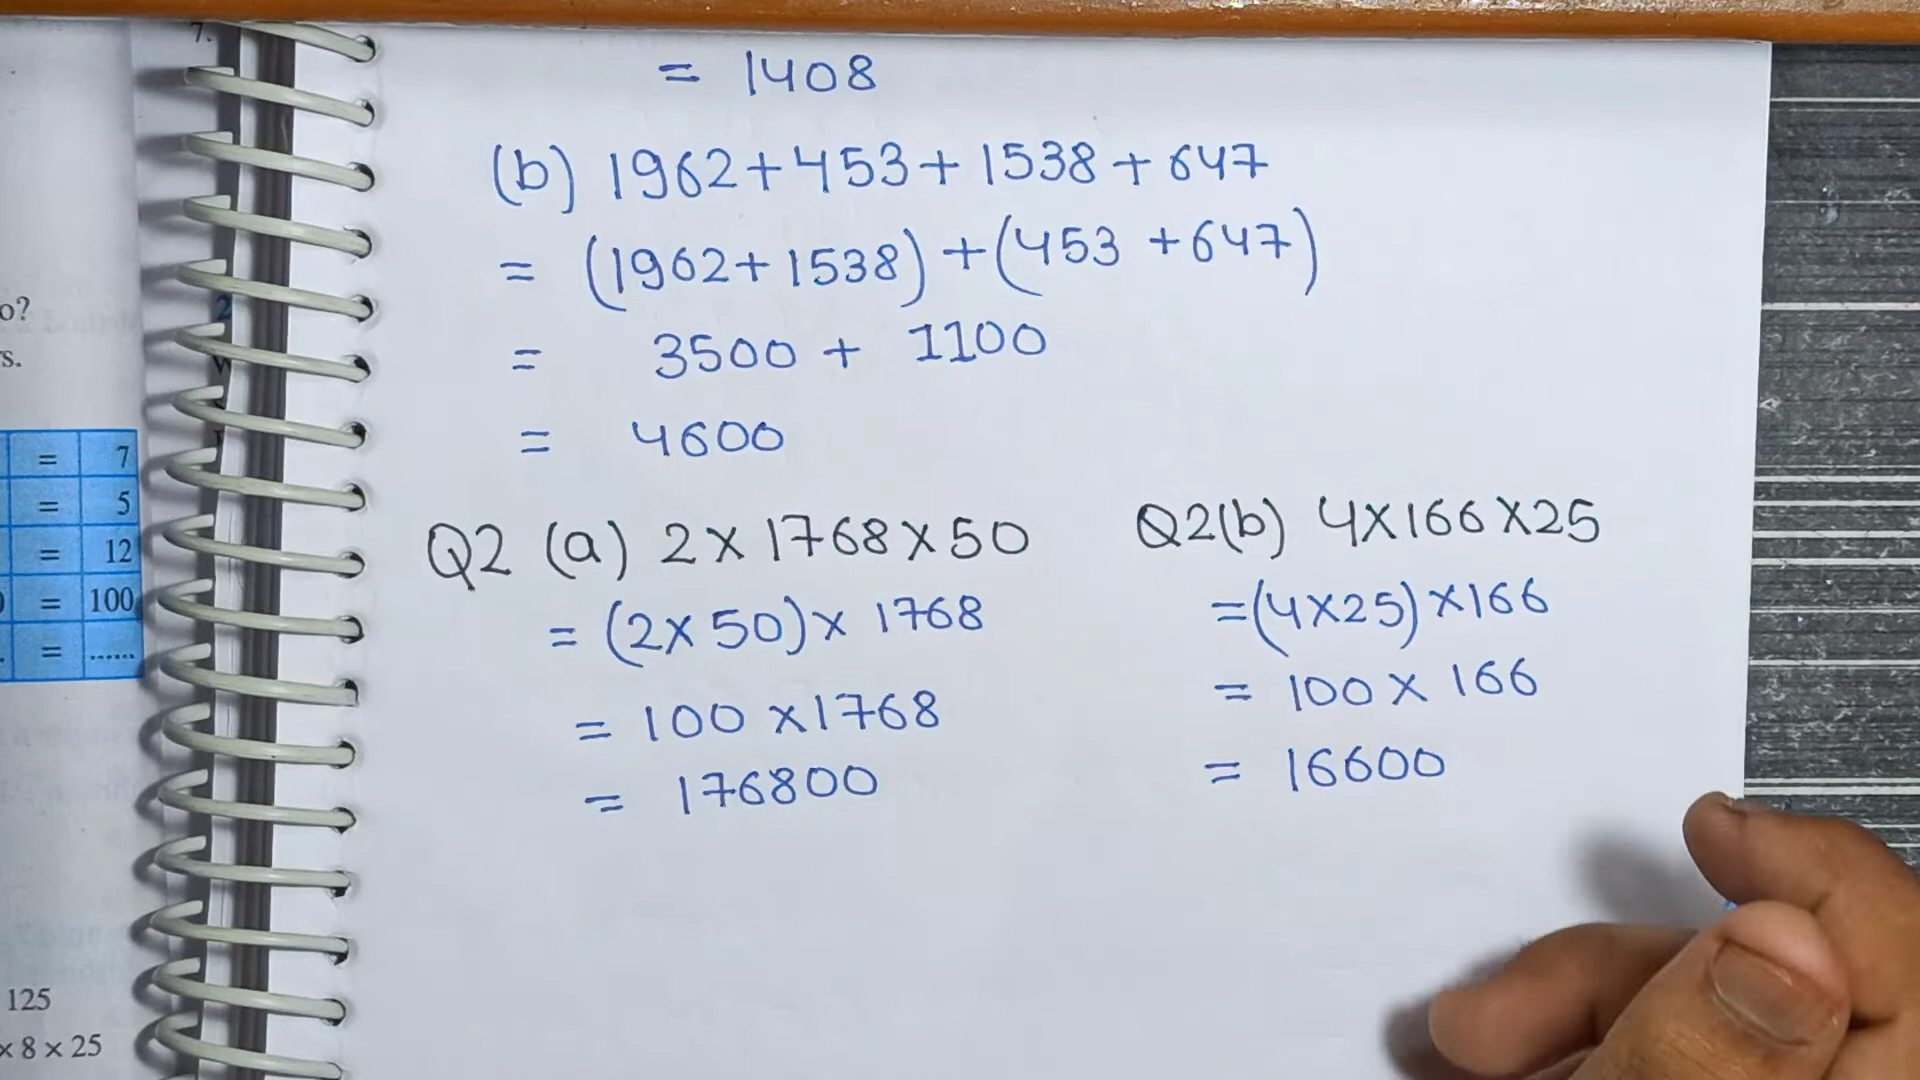 7.
o?
s.
= 7
= 5
= 12
= 100
= ......
125
× 8 × 25
2
= 1408
(b) 1962+453+1538+647
= (1962+1538)+(453+647)
= 3500 + 1100
= 4600
Q2 (a) 2×1768×50
= (2×50)× 1768
= 100 ×1768
= 176800
Q2(b) 4×166×25
=(4×25)×166
= 100× 166
= 16600